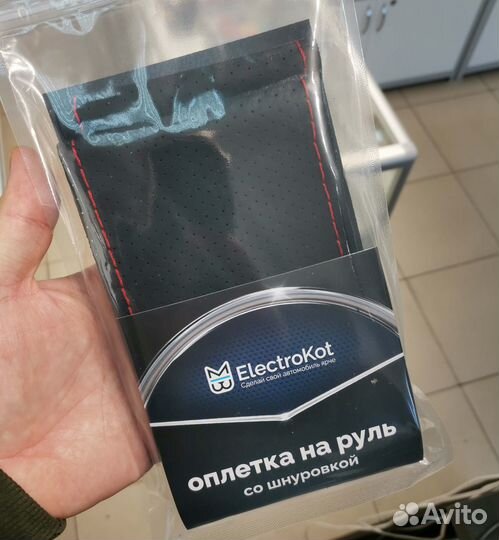 ElectroKot
Сделай свой автомобиль ярче
оплетка на руль
со шнуровкой
Avito